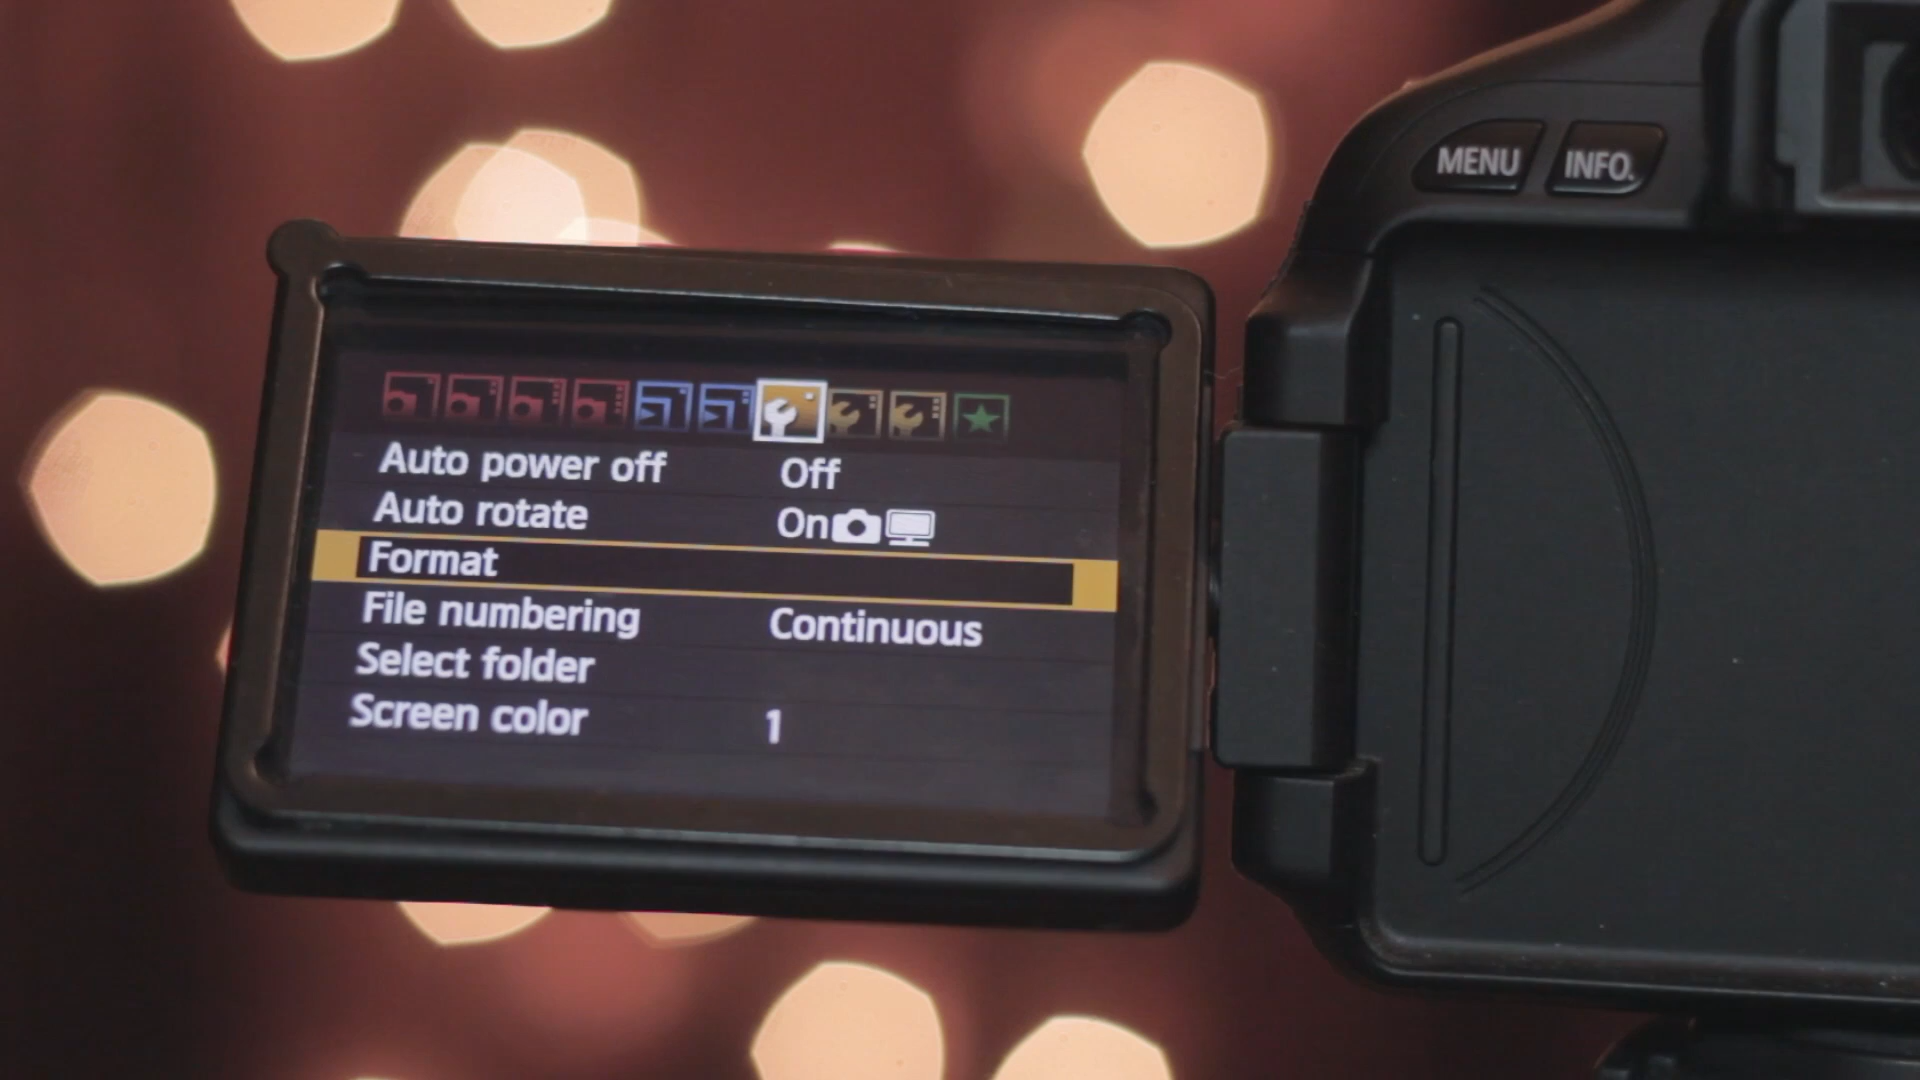 MENU INFO.
Auto power off Off
Auto rotate On
Format
File numbering Continuous
Select folder
Screen color 1